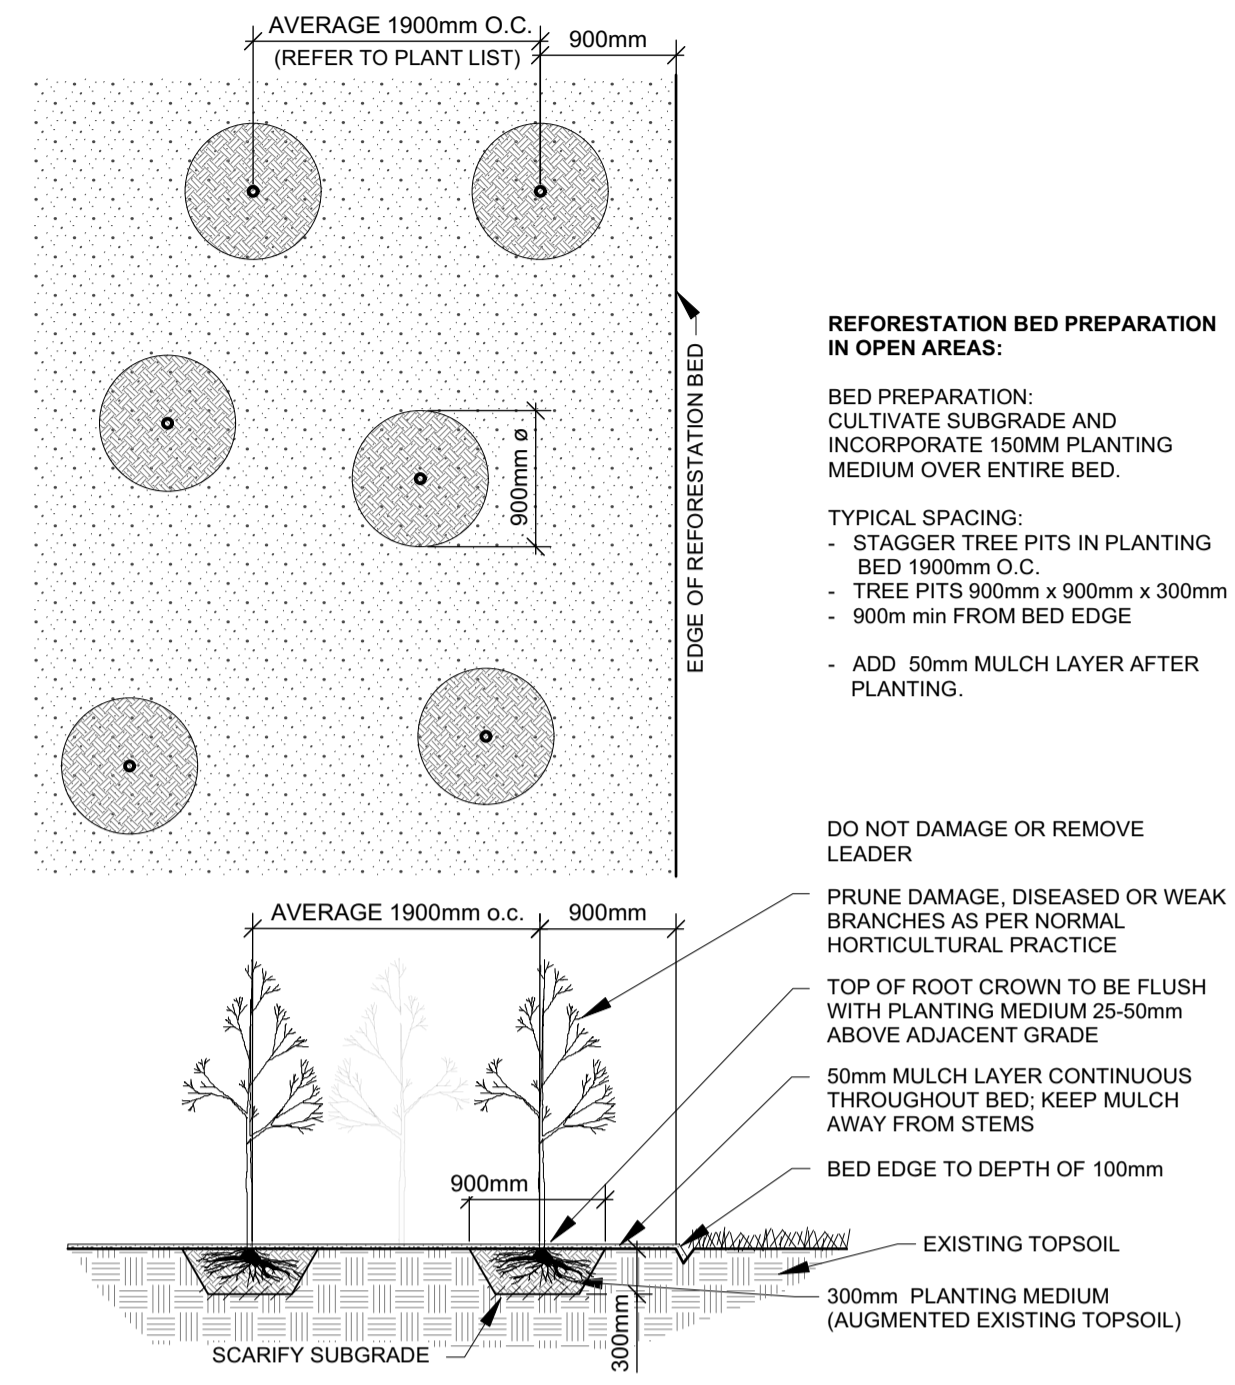 AVERAGE 1900mm O.C.
(REFER TO PLANT LIST)
900mm
900mm ø
EDGE OF REFORESTATION BED
REFORESTATION BED PREPARATION
IN OPEN AREAS:
BED PREPARATION:
CULTIVATE SUBGRADE AND
INCORPORATE 150MM PLANTING
MEDIUM OVER ENTIRE BED.
TYPICAL SPACING:
- STAGGER TREE PITS IN PLANTING
BED 1900mm O.C.
- TREE PITS 900mm x 900mm x 300mm
- 900m min FROM BED EDGE
- ADD 50mm MULCH LAYER AFTER
PLANTING.
DO NOT DAMAGE OR REMOVE
LEADER
PRUNE DAMAGE, DISEASED OR WEAK
BRANCHES AS PER NORMAL
HORTICULTURAL PRACTICE
TOP OF ROOT CROWN TO BE FLUSH
WITH PLANTING MEDIUM 25-50mm
ABOVE ADJACENT GRADE
50mm MULCH LAYER CONTINUOUS
THROUGHOUT BED; KEEP MULCH
AWAY FROM STEMS
BED EDGE TO DEPTH OF 100mm
EXISTING TOPSOIL
300mm PLANTING MEDIUM
(AUGMENTED EXISTING TOPSOIL)
AVERAGE 1900mm o.c.
900mm
900mm
300mm
SCARIFY SUBGRADE